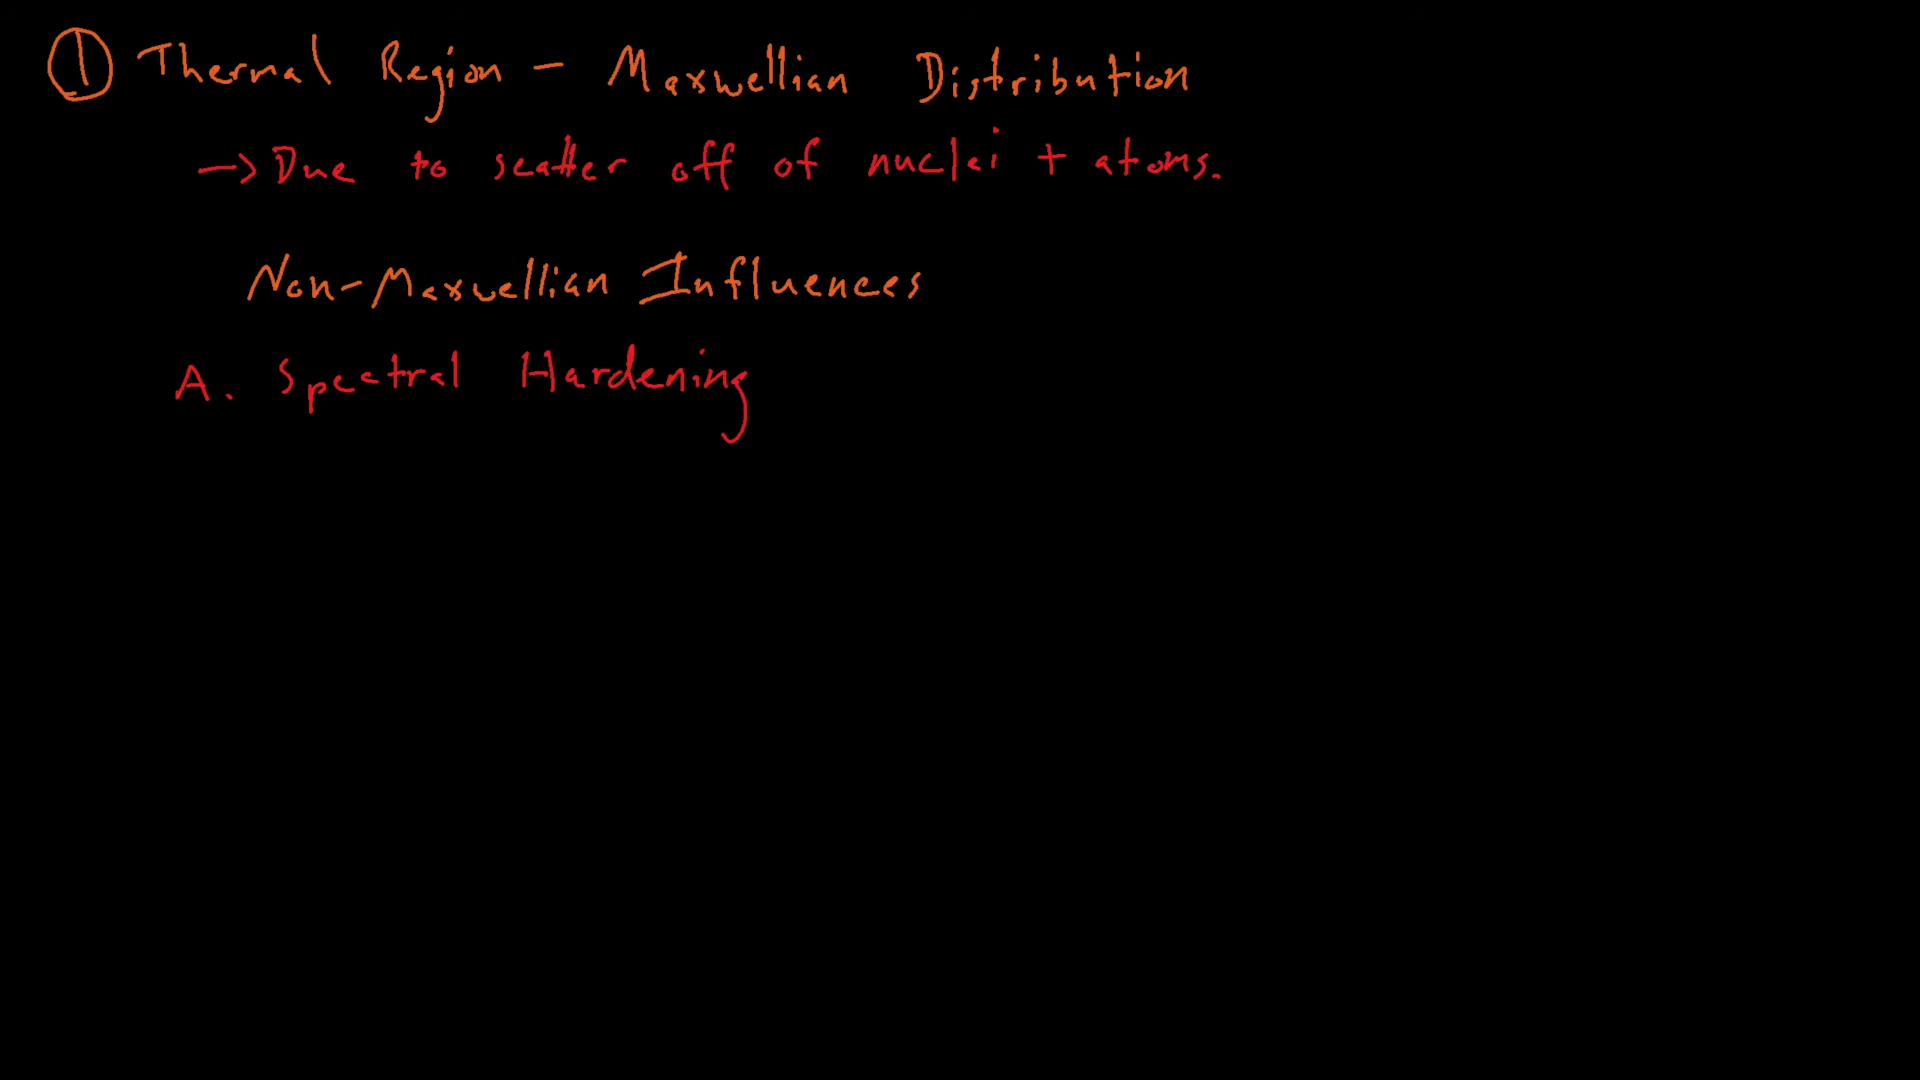 ① Thermal Region - Maxwellian Distribution
→ Due to scatter off of nuclei + atoms.
Non-Maxwellian Influences
A. Spectral Hardening